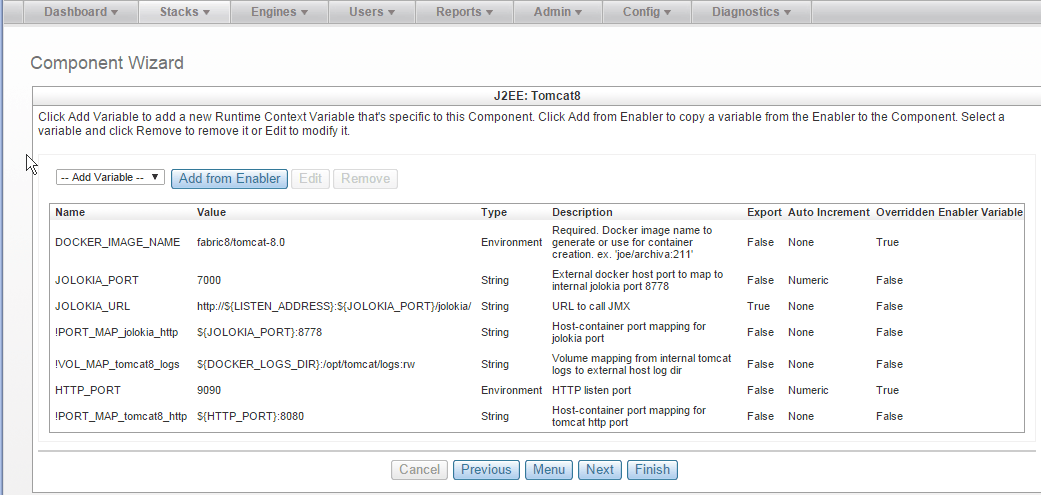 Dashboard Stacks Engines Users Reports Admin Config Diagnostics
Component Wizard
J2EE: Tomcat8
Click Add Variable to add a new Runtime Context Variable that's specific to this Component. Click Add from Enabler to copy a variable from the Enabler to the Component. Select a
variable and click Remove to remove it or Edit to modify it.
-- Add Variable -- Add from Enabler Edit Remove
Name Value Type Description Export Auto Increment Overridden Enabler Variable
DOCKER_IMAGE_NAME fabric8/tomcat-8.0 Environment Required. Docker image name to
generate or use for container
creation. ex. 'joe/archiva:211' False None True
JOLOKIA_PORT 7000 String External docker host port to map to
internal jolokia port 8778 False Numeric False
JOLOKIA_URL http://${LISTEN_ADDRESS}:${JOLOKIA_PORT}/jolokia/ String URL to call JMX True None False
!PORT_MAP_jolokia_http ${JOLOKIA_PORT}:8778 String Host-container port mapping for
jolokia port False None False
!VOL_MAP_tomcat8_logs ${DOCKER_LOGS_DIR}:/opt/tomcat/logs:rw String Volume mapping from internal tomcat
logs to external host log dir False None False
HTTP_PORT 9090 Environment HTTP listen port False Numeric True
!PORT_MAP_tomcat8_http ${HTTP_PORT}:8080 String Host-container port mapping for
tomcat http port False None False
Cancel Previous Menu Next Finish